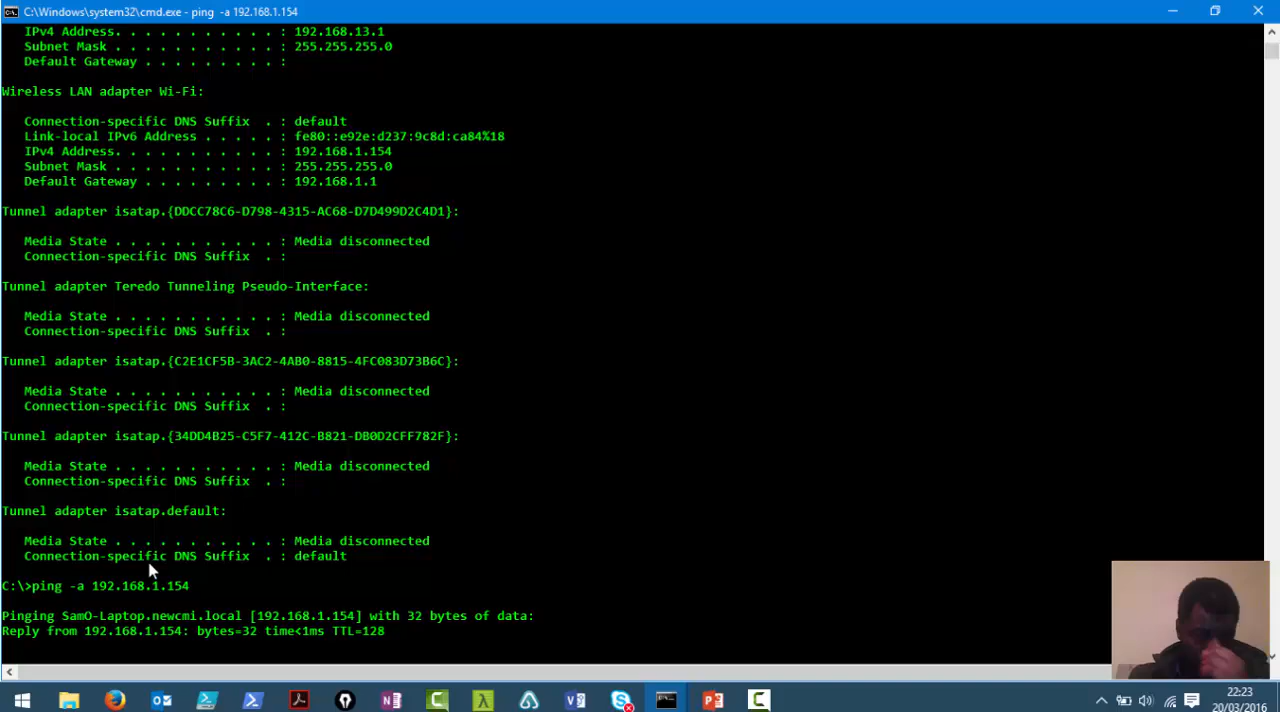 C:\Windows\system32\cmd.exe - ping -a 192.168.1.154
IPv4 Address. . . . . . . . . . . : 192.168.13.1
Subnet Mask . . . . . . . . . . . : 255.255.255.0
Default Gateway . . . . . . . . . :
Wireless LAN adapter Wi-Fi:
Connection-specific DNS Suffix  . : default
Link-local IPv6 Address . . . . . : fe80::e92e:d237:9c8d:ca84%18
IPv4 Address. . . . . . . . . . . : 192.168.1.154
Subnet Mask . . . . . . . . . . . : 255.255.255.0
Default Gateway . . . . . . . . . : 192.168.1.1
Tunnel adapter isatap.{DDCC78C6-D798-4315-AC68-D7D499D2C4D1}:
Media State . . . . . . . . . . . : Media disconnected
Connection-specific DNS Suffix  . :
Tunnel adapter Teredo Tunneling Pseudo-Interface:
Media State . . . . . . . . . . . : Media disconnected
Connection-specific DNS Suffix  . :
Tunnel adapter isatap.{C2E1CF5B-3AC2-4AB0-8815-4FC083D73B6C}:
Media State . . . . . . . . . . . : Media disconnected
Connection-specific DNS Suffix  . :
Tunnel adapter isatap.{34DD4B25-C5F7-412C-B821-DB0D2CFF782F}:
Media State . . . . . . . . . . . : Media disconnected
Connection-specific DNS Suffix  . :
Tunnel adapter isatap.default:
Media State . . . . . . . . . . . : Media disconnected
Connection-specific DNS Suffix  . : default
C:\>ping -a 192.168.1.154
Pinging SamO-Laptop.newcmi.local [192.168.1.154] with 32 bytes of data:
Reply from 192.168.1.154: bytes=32 time<1ms TTL=128
22:23
20/03/2016